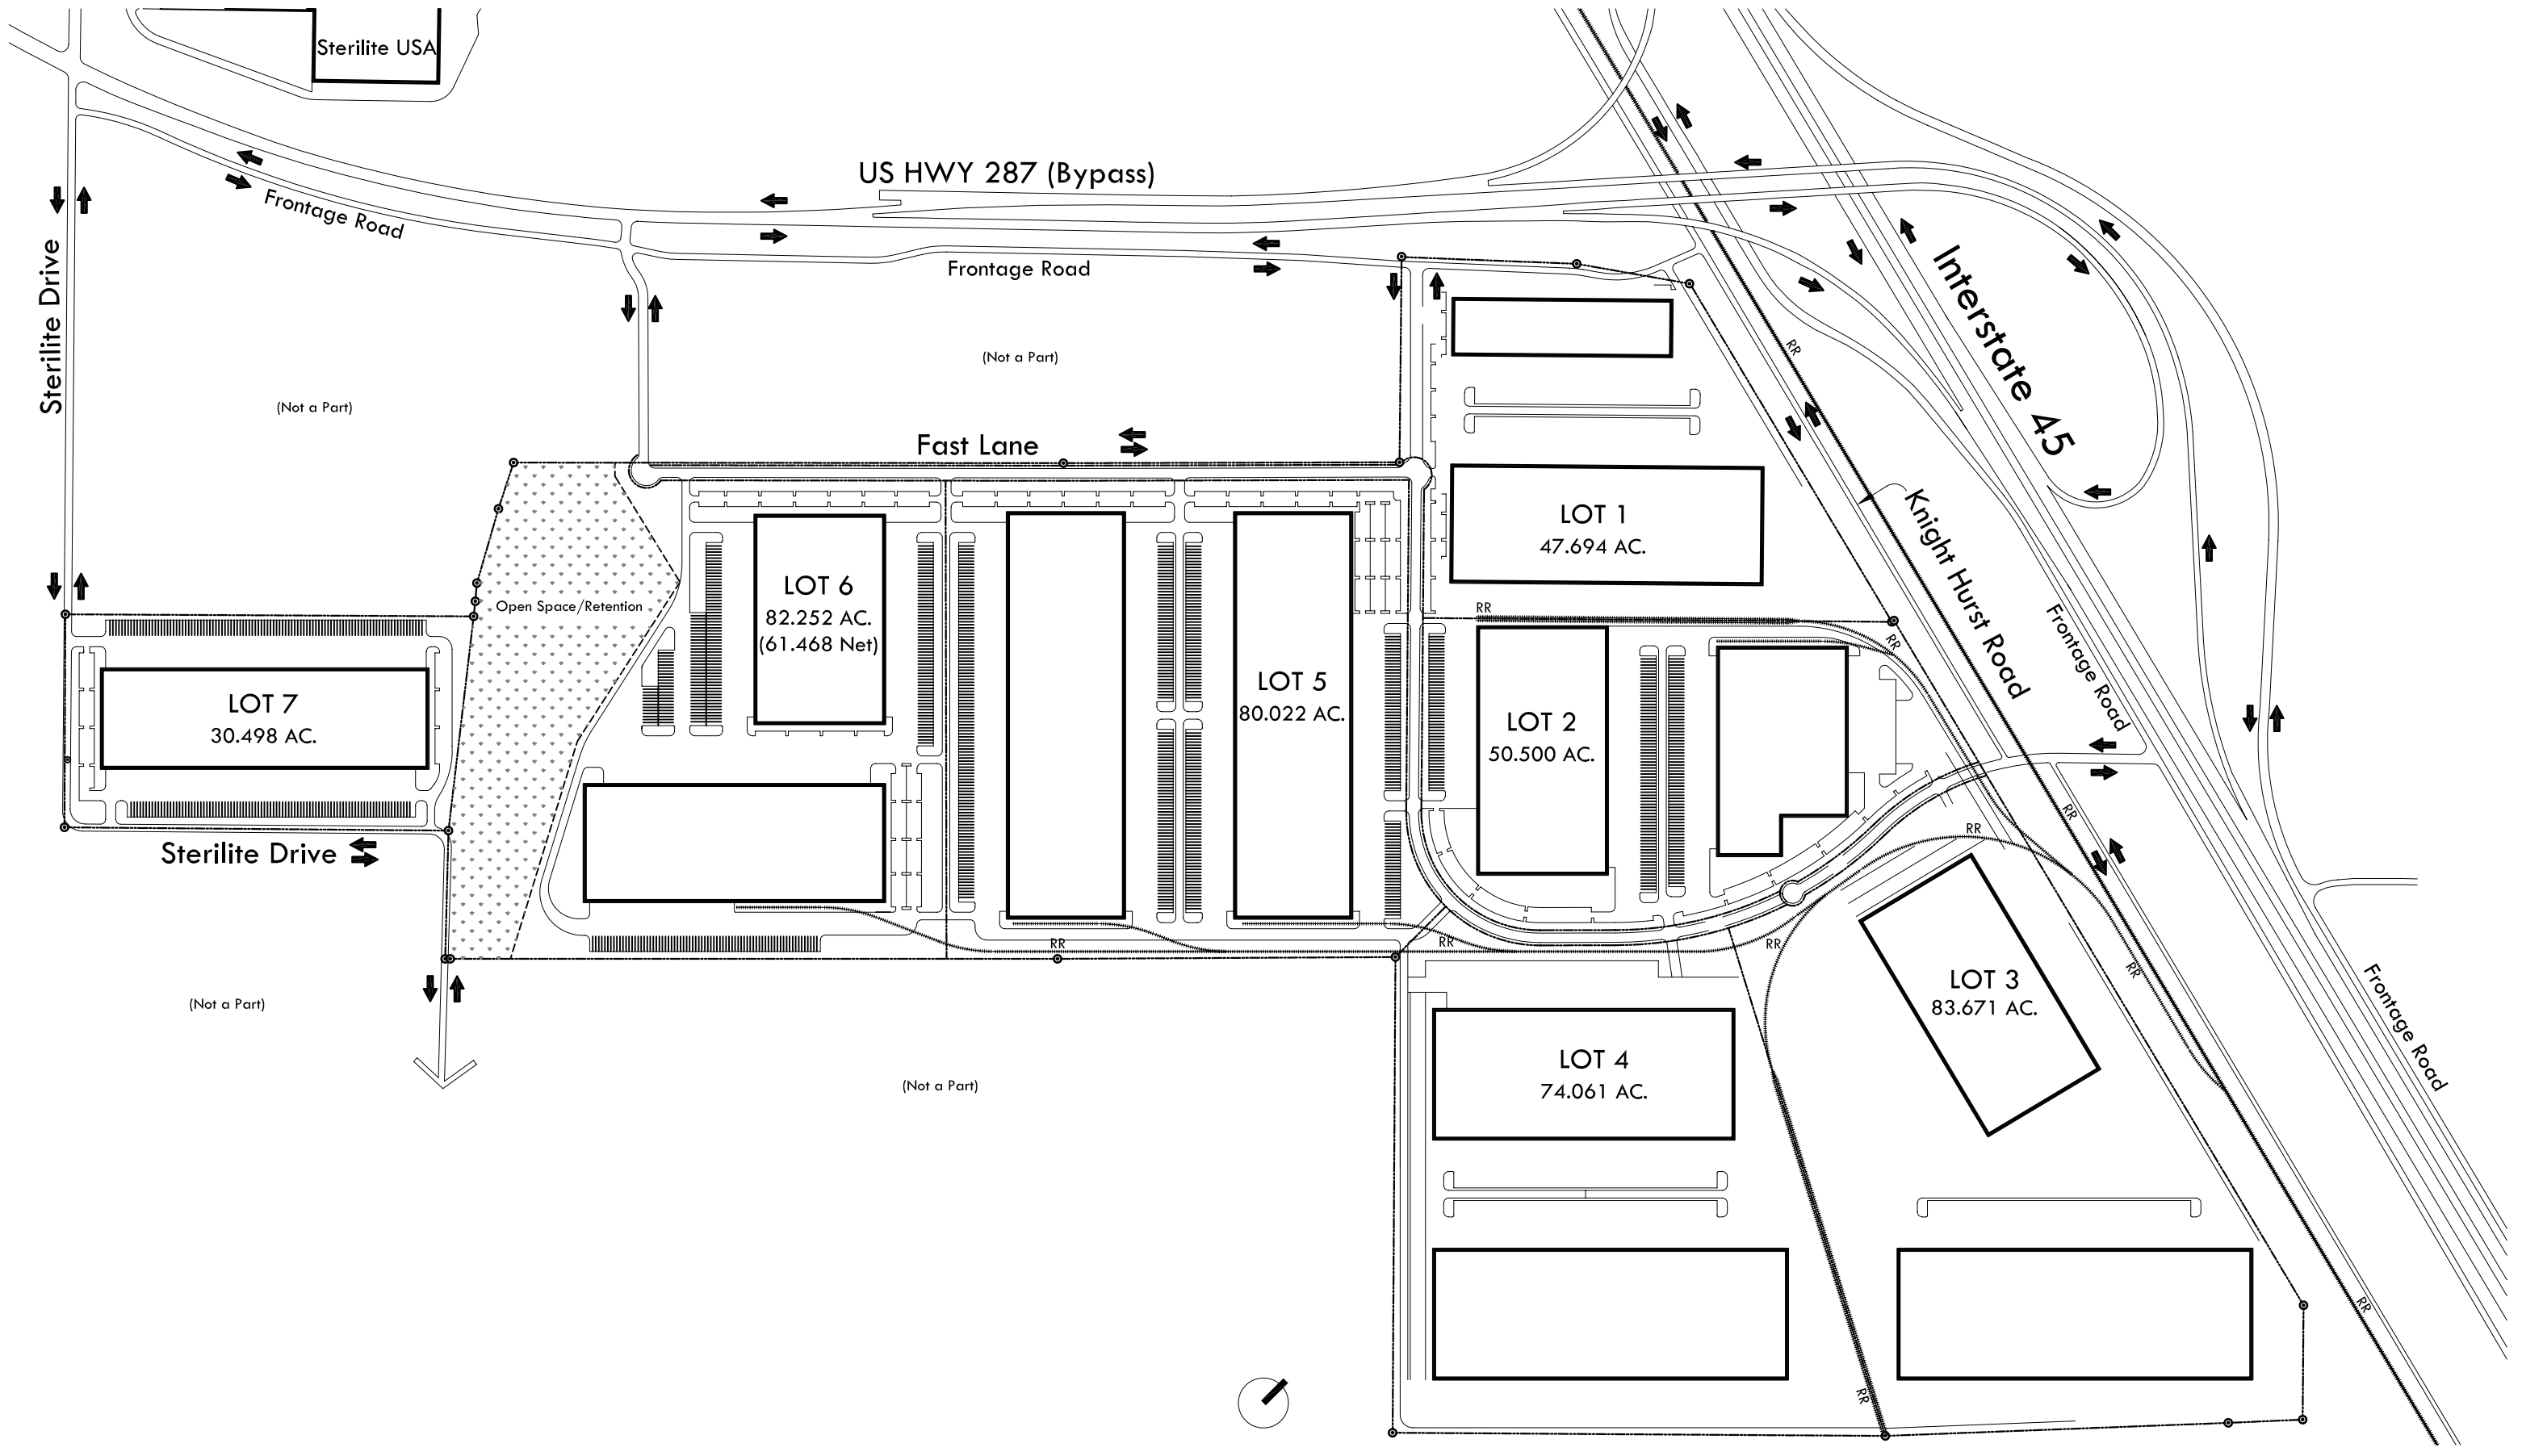 Sterilite USA
US HWY 287 (Bypass)
Frontage Road
Frontage Road
Sterilite Drive
Interstate 45
RR
(Not a Part)
(Not a Part)
Fast Lane
LOT 1
47.694 AC.
Knight Hurst Road
Frontage Road
LOT 6
82.252 AC.
(61.468 Net)
Open Space/Retention
RR
RR
LOT 5
80.022 AC.
LOT 7
30.498 AC.
LOT 2
50.500 AC.
RR
RR
Sterilite Drive
RR
RR
RR
RR
LOT 3
83.671 AC.
Frontage Road
(Not a Part)
(Not a Part)
LOT 4
74.061 AC.
RR
RR